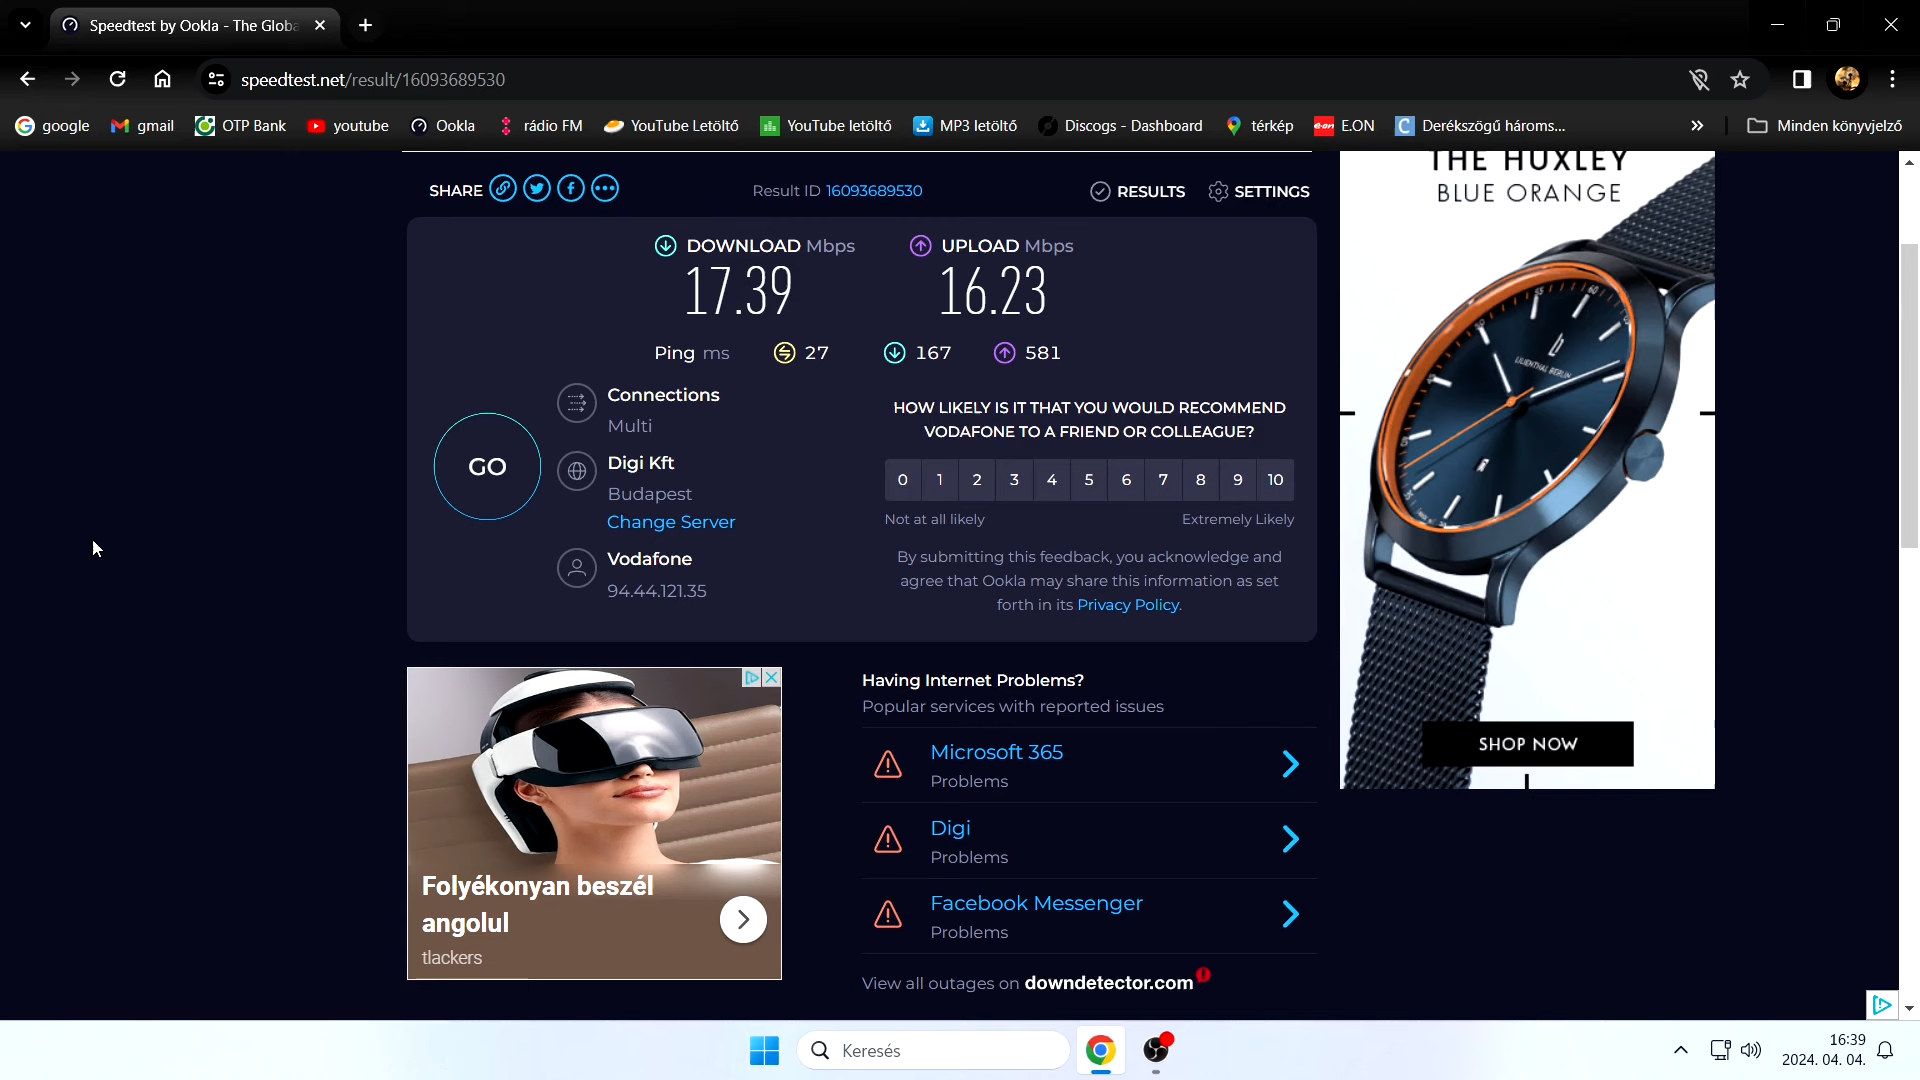 Speedtest by Ookla - The Globa
speedtest.net/result/16093689530
google
gmail
OTP Bank
youtube
Ookla
rádio FM
YouTube Letöltő
YouTube letöltő
MP3 letöltő
Discogs - Dashboard
térkép
e-on E.ON
C Derékszögű hároms...
Minden könyvjelző
SHARE
Result ID 16093689530
RESULTS
SETTINGS
DOWNLOAD Mbps
17.39
UPLOAD Mbps
16.23
Ping ms
27
167
581
GO
Connections
Multi
Digi Kft
Budapest
Change Server
Vodafone
94.44.121.35
HOW LIKELY IS IT THAT YOU WOULD RECOMMEND
VODAFONE TO A FRIEND OR COLLEAGUE?
0 1 2 3 4 5 6 7 8 9 10
Not at all likely
Extremely Likely
By submitting this feedback, you acknowledge and
agree that Ookla may share this information as set
forth in its Privacy Policy.
THE HUXLEY
BLUE ORANGE
LILIENTHAL BERLIN
SHOP NOW
Folyékonyan beszél
angolul
tlackers
Having Internet Problems?
Popular services with reported issues
Microsoft 365
Problems
Digi
Problems
Facebook Messenger
Problems
View all outages on downdetector.com
Keresés
16:39
2024. 04. 04.